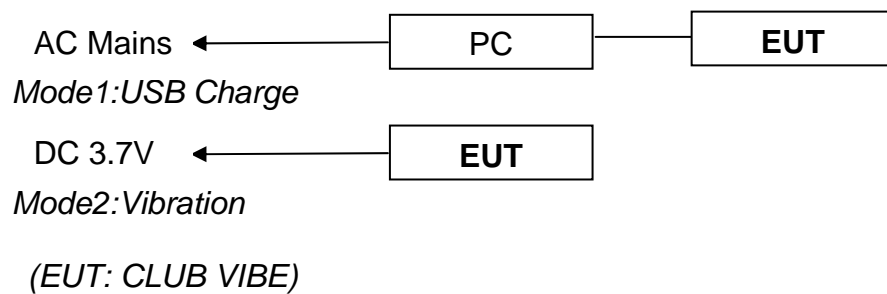 AC Mains PC EUT
Mode1:USB Charge
DC 3.7V EUT
Mode2:Vibration
(EUT: CLUB VIBE)